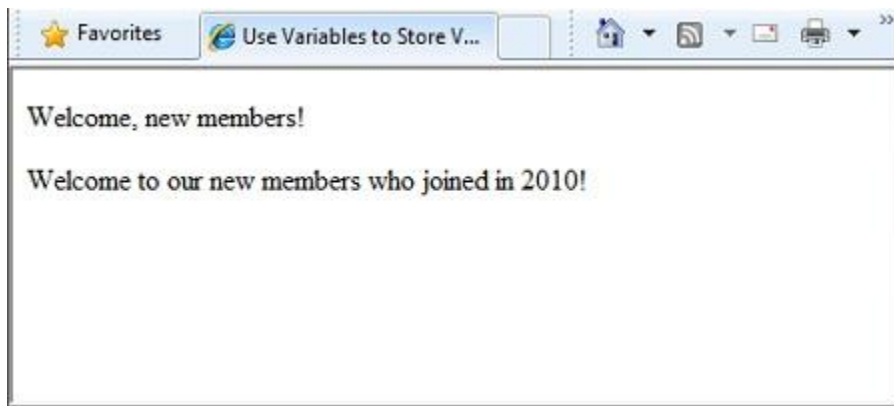 Favorites
Use Variables to Store V...
Welcome, new members!
Welcome to our new members who joined in 2010!